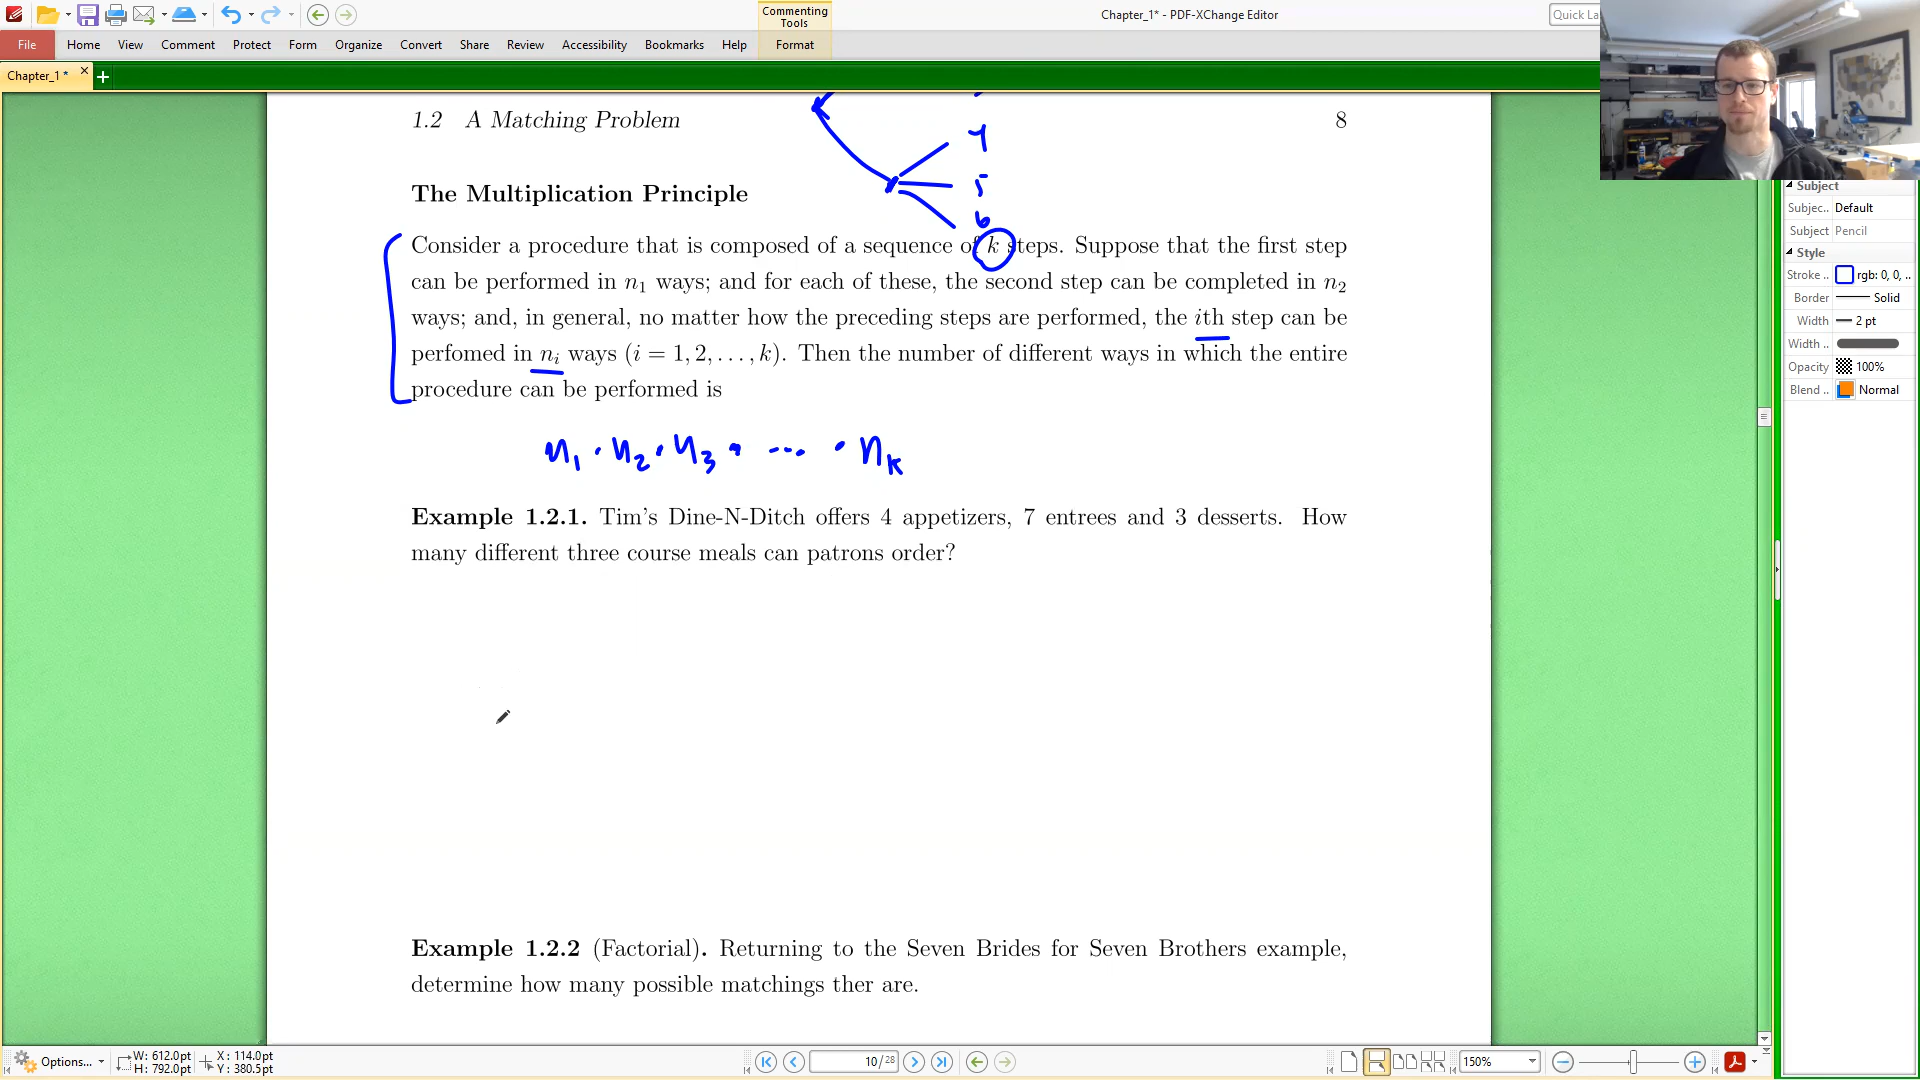 Commenting
Tools
Chapter_1* - PDF-XChange Editor
Quick La
File Home View Comment Protect Form Organize Convert Share Review Accessibility Bookmarks Help Format
Chapter_1 *
1.2 A Matching Problem 8
y
i
b
The Multiplication Principle
Consider a procedure that is composed of a sequence of k steps. Suppose that the first step
can be performed in n₁ ways; and for each of these, the second step can be completed in n₂
ways; and, in general, no matter how the preceding steps are performed, the ith step can be
perfomed in nᵢ ways (i = 1, 2, . . . , k). Then the number of different ways in which the entire
procedure can be performed is
n₁ · n₂ · n₃ · ... · nₖ
Example 1.2.1. Tim's Dine-N-Ditch offers 4 appetizers, 7 entrees and 3 desserts. How
many different three course meals can patrons order?
Example 1.2.2 (Factorial). Returning to the Seven Brides for Seven Brothers example,
determine how many possible matchings ther are.
Subject
Subjec.. Default
Subject Pencil
Style
Stroke .. rgb: 0, 0, ..
Border Solid
Width 2 pt
Width ..
Opacity 100%
Blend .. Normal
Options...
W: 612.0pt
H: 792.0pt
X: 114.0pt
Y: 380.5pt
10 / 28
150%